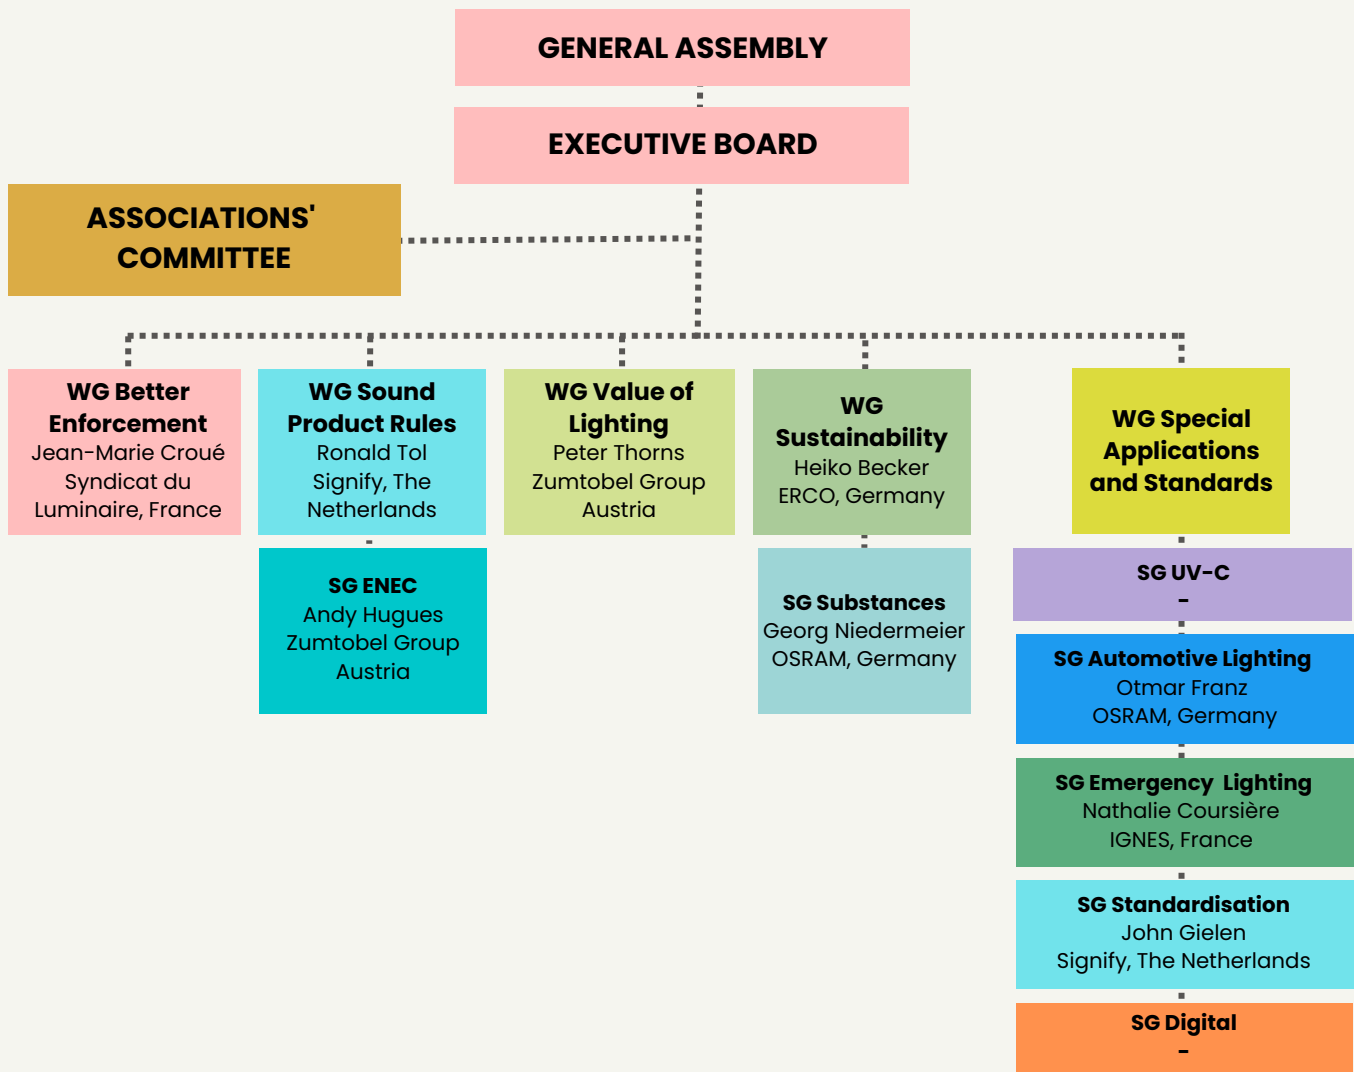 GENERAL ASSEMBLY
EXECUTIVE BOARD
ASSOCIATIONS'
COMMITTEE
WG Better
Enforcement
Jean-Marie Croué
Syndicat du
Luminaire, France
WG Sound
Product Rules
Ronald Tol
Signify, The
Netherlands
SG ENEC
Andy Hugues
Zumtobel Group
Austria
WG Value of
Lighting
Peter Thorns
Zumtobel Group
Austria
WG
Sustainability
Heiko Becker
ERCO, Germany
SG Substances
Georg Niedermeier
OSRAM, Germany
WG Special
Applications
and Standards
SG UV-C
-
SG Automotive Lighting
Otmar Franz
OSRAM, Germany
SG Emergency Lighting
Nathalie Coursière
IGNES, France
SG Standardisation
John Gielen
Signify, The Netherlands
SG Digital
-